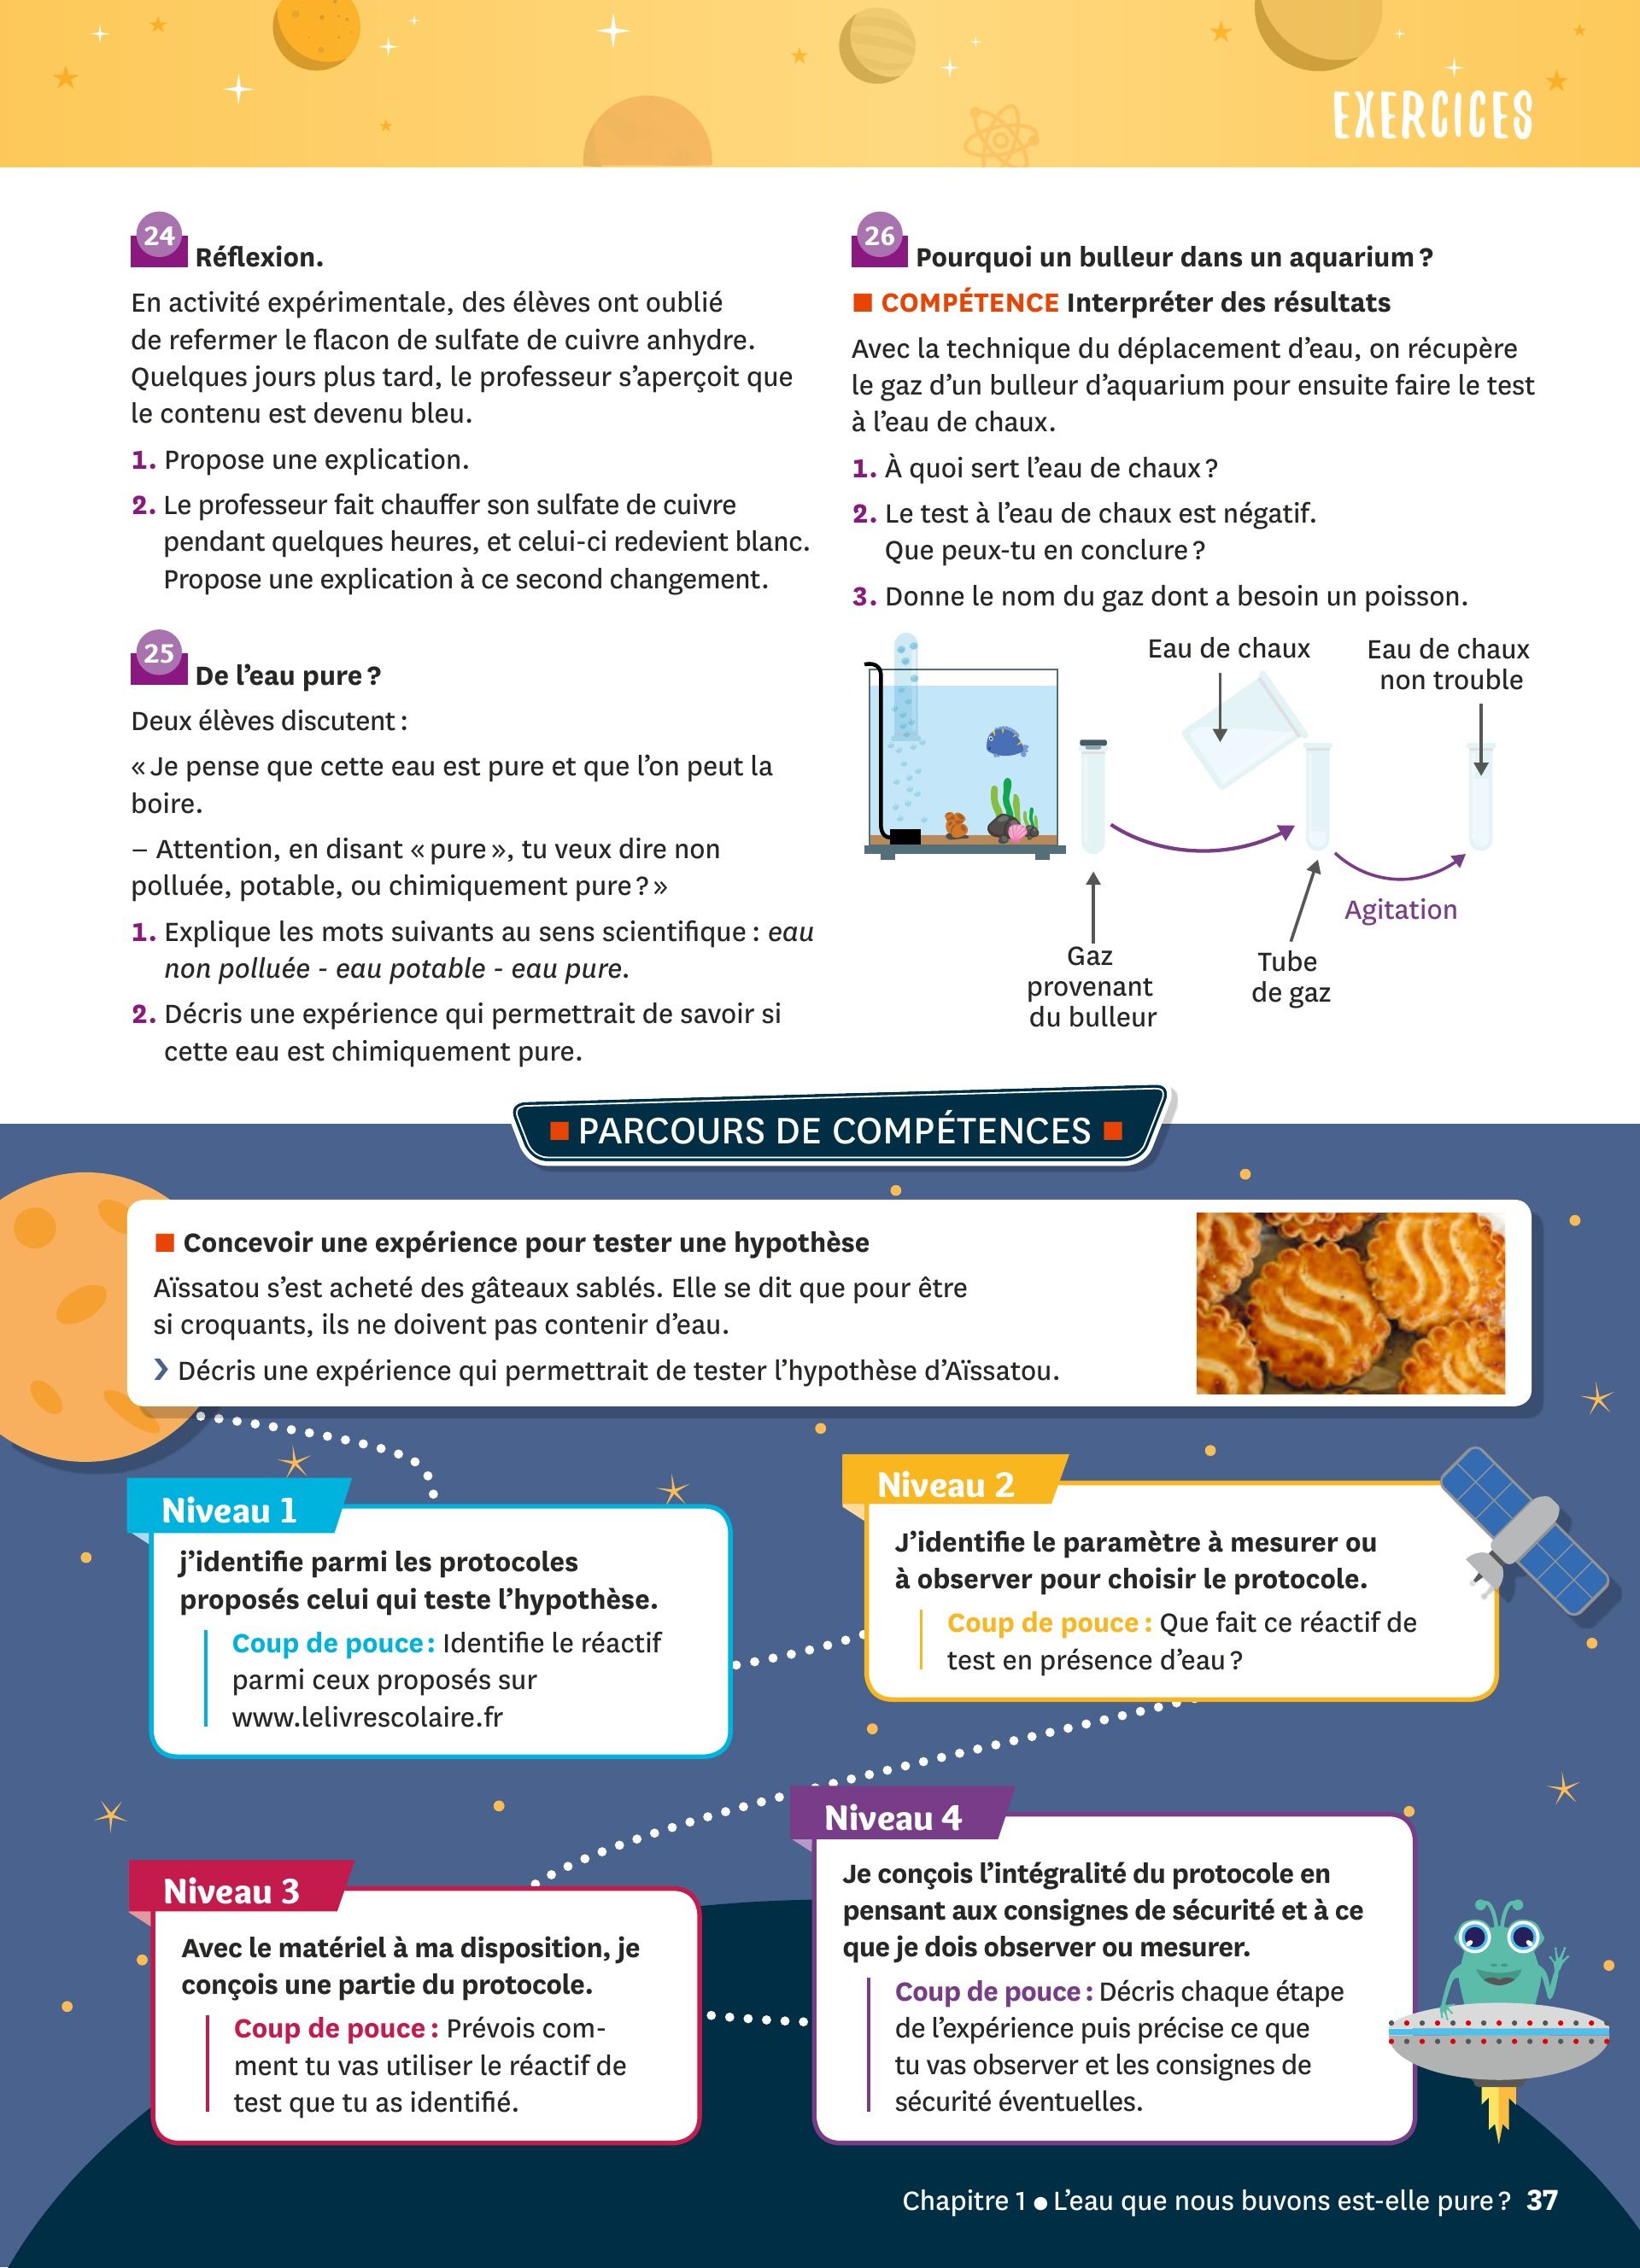 EXERCICES
24 Réflexion.
En activité expérimentale, des élèves ont oublié
de refermer le flacon de sulfate de cuivre anhydre.
Quelques jours plus tard, le professeur s’aperçoit que
le contenu est devenu bleu.
1. Propose une explication.
2. Le professeur fait chauffer son sulfate de cuivre
pendant quelques heures, et celui-ci redevient blanc.
Propose une explication à ce second changement.
25 De l’eau pure ?
Deux élèves discutent :
« Je pense que cette eau est pure et que l’on peut la
boire.
– Attention, en disant « pure », tu veux dire non
polluée, potable, ou chimiquement pure ? »
1. Explique les mots suivants au sens scientifique : eau
non polluée - eau potable - eau pure.
2. Décris une expérience qui permettrait de savoir si
cette eau est chimiquement pure.
26 Pourquoi un bulleur dans un aquarium ?
■ COMPÉTENCE Interpréter des résultats
Avec la technique du déplacement d’eau, on récupère
le gaz d’un bulleur d’aquarium pour ensuite faire le test
à l’eau de chaux.
1. À quoi sert l’eau de chaux ?
2. Le test à l’eau de chaux est négatif.
Que peux-tu en conclure ?
3. Donne le nom du gaz dont a besoin un poisson.
Eau de chaux
Eau de chaux
non trouble
Agitation
Gaz
provenant
du bulleur
Tube
de gaz
■ PARCOURS DE COMPÉTENCES ■
■ Concevoir une expérience pour tester une hypothèse
Aïssatou s’est acheté des gâteaux sablés. Elle se dit que pour être
si croquants, ils ne doivent pas contenir d’eau.
❯ Décris une expérience qui permettrait de tester l’hypothèse d’Aïssatou.
Niveau 1
j’identifie parmi les protocoles
proposés celui qui teste l’hypothèse.
Coup de pouce : Identifie le réactif
parmi ceux proposés sur
www.lelivrescolaire.fr
Niveau 2
J’identifie le paramètre à mesurer ou
à observer pour choisir le protocole.
Coup de pouce : Que fait ce réactif de
test en présence d’eau ?
Niveau 3
Avec le matériel à ma disposition, je
conçois une partie du protocole.
Coup de pouce : Prévois com-
ment tu vas utiliser le réactif de
test que tu as identifié.
Niveau 4
Je conçois l’intégralité du protocole en
pensant aux consignes de sécurité et à ce
que je dois observer ou mesurer.
Coup de pouce : Décris chaque étape
de l’expérience puis précise ce que
tu vas observer et les consignes de
sécurité éventuelles.
Chapitre 1 ● L’eau que nous buvons est-elle pure ? 37